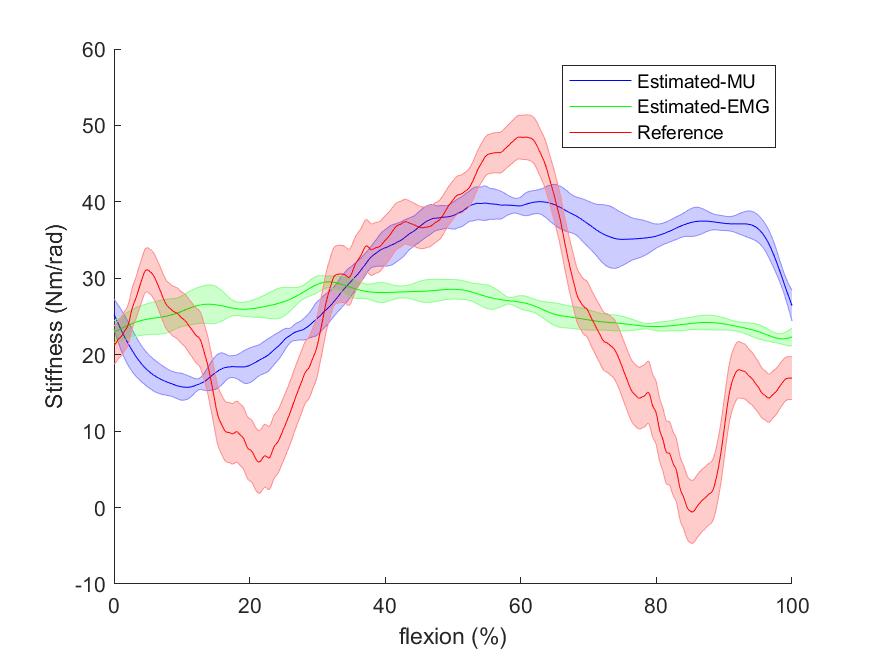 60
50
40
30
20
10
0
-10
Stiffness (Nm/rad)
Estimated-MU
Estimated-EMG
Reference
0 20 40 60 80 100
flexion (%)